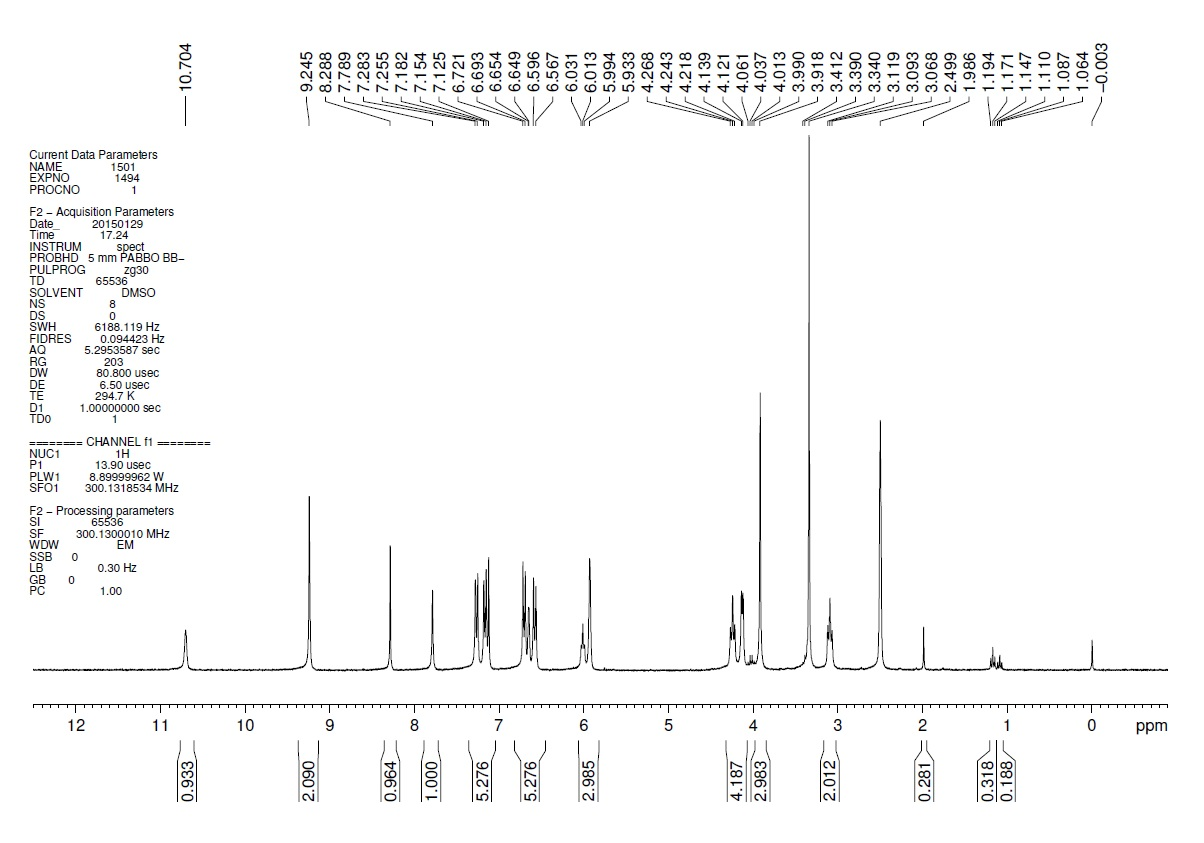 10.704
9.245
8.288
7.789
7.283
7.255
7.182
7.154
7.125
6.721
6.693
6.654
6.649
6.596
6.567
6.031
6.013
5.994
5.933
4.268
4.243
4.218
4.139
4.121
4.061
4.037
4.013
3.990
3.918
3.412
3.390
3.340
3.119
3.093
3.068
2.499
1.986
1.194
1.171
1.147
1.110
1.087
1.064
−0.003
Current Data Parameters
NAME 1501
EXPNO 1494
PROCNO 1
F2 − Acquisition Parameters
Date_ 20150129
Time 17.24
INSTRUM spect
PROBHD 5 mm PABBO BB−
PULPROG zg30
TD 65536
SOLVENT DMSO
NS 8
DS 0
SWH 6188.119 Hz
FIDRES 0.094423 Hz
AQ 5.2953587 sec
RG 203
DW 80.800 usec
DE 6.50 usec
TE 294.7 K
D1 1.00000000 sec
TD0 1
======== CHANNEL f1 ========
NUC1 1H
P1 13.90 usec
PLW1 8.89999962 W
SFO1 300.1318534 MHz
F2 − Processing parameters
SI 65536
SF 300.1300010 MHz
WDW EM
SSB 0
LB 0.30 Hz
GB 0
PC 1.00
12 11 10 9 8 7 6 5 4 3 2 1 0 ppm
0.933
2.090
0.964
1.000
5.276
5.276
2.985
4.187
2.983
2.012
0.281
0.318
0.188